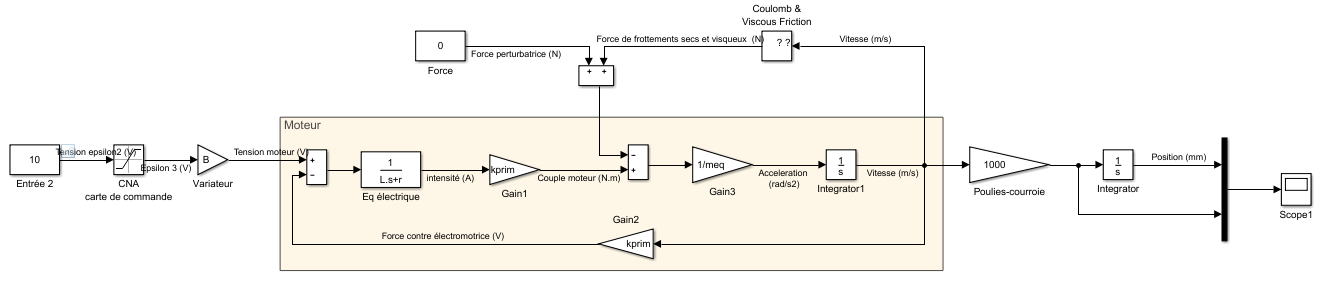 Coulomb &
Viscous Friction
0
Force
Force perturbatrice (N)
Force de frottements secs et visqueux (N)
? ?
Vitesse (m/s)
+ +
Moteur
10
Entrée 2
Tension epsilon2 (V)
CNA
carte de commande
Epsilon 3 (V)
B
Variateur
Tension moteur (V)
+
−
1
L.s+r
Eq électrique
intensité (A)
kprim
Gain1
Couple moteur (N.m)
−
+
1/meq
Gain3
Acceleration
(rad/s2)
1
s
Integrator1
Vitesse (m/s)
1000
Poulies-courroie
1
s
Integrator
Position (mm)
Scope1
Gain2
kprim
Force contre électromotrice (V)